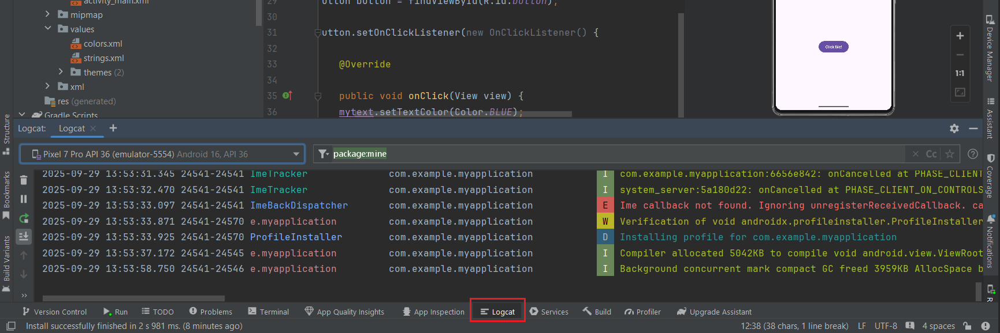 activity_main.xml
mipmap
values
colors.xml
strings.xml
themes (2)
xml
res (generated)
Gradle Scripts
29 utton button = findViewById(R.id.button);
30
31 utton.setOnClickListener(new OnClickListener() {
32
33 @Override
34
35 public void onClick(View view) {
36 mytext.setTextColor(Color.BLUE);
Click Me!
1:1
Device Manager
Assistant
Coverage
Notifications
R
Structure
Bookmarks
Build Variants
Logcat: Logcat
Pixel 7 Pro API 36 (emulator-5554) Android 16, API 36
package:mine
Cc
2025-09-29 13:53:31.345 24541-24541 ImeTracker com.example.myapplication I com.example.myapplication:6656e842: onCancelled at PHASE_CLIENT
2025-09-29 13:53:32.470 24541-24541 ImeTracker com.example.myapplication I system_server:5a180d22: onCancelled at PHASE_CLIENT_ON_CONTROLS
2025-09-29 13:53:33.097 24541-24541 ImeBackDispatcher com.example.myapplication E Ime callback not found. Ignoring unregisterReceivedCallback. ca
2025-09-29 13:53:33.871 24541-24570 e.myapplication com.example.myapplication W Verification of void androidx.profileinstaller.ProfileInstaller
2025-09-29 13:53:33.925 24541-24570 ProfileInstaller com.example.myapplication D Installing profile for com.example.myapplication
2025-09-29 13:53:37.172 24541-24545 e.myapplication com.example.myapplication I Compiler allocated 5042KB to compile void android.view.ViewRoot
2025-09-29 13:53:58.750 24541-24546 e.myapplication com.example.myapplication I Background concurrent mark compact GC freed 3959KB AllocSpace b
Version Control Run TODO Problems Terminal App Quality Insights App Inspection Logcat Services Build Profiler Upgrade Assistant
Install successfully finished in 2 s 981 ms. (8 minutes ago) 12:38 (38 chars, 1 line break) LF UTF-8 4 spaces